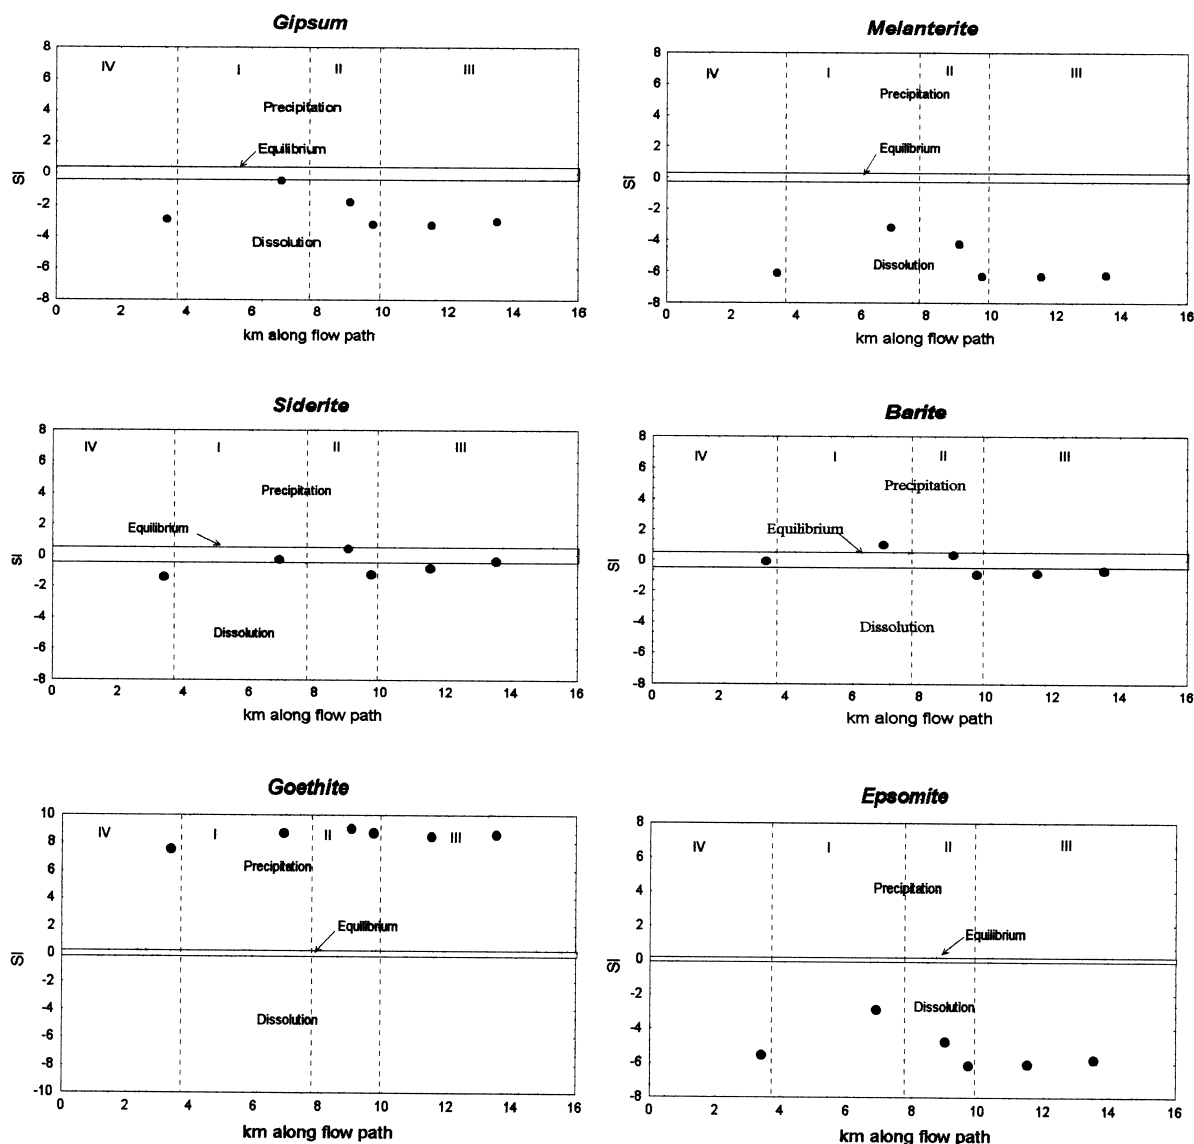 Gipsum
8
6
4
2
0
-2
-4
-6
-8
SI
IV
I
II
III
Precipitation
Equilibrium
Dissolution
0 2 4 6 8 10 12 14 16
km along flow path
Melanterite
8
6
4
2
0
-2
-4
-6
-8
SI
IV
I
II
III
Precipitation
Equilibrium
Dissolution
0 2 4 6 8 10 12 14 16
km along flow path
Siderite
8
6
4
2
0
-2
-4
-6
-8
SI
IV
I
II
III
Precipitation
Equilibrium
Dissolution
0 2 4 6 8 10 12 14 16
km along flow path
Barite
8
6
4
2
0
-2
-4
-6
-8
SI
IV
I
II
III
Precipitation
Equilibrium
Dissolution
0 2 4 6 8 10 12 14 16
km along flow path
Goethite
10
8
6
4
2
0
-2
-4
-6
-8
-10
SI
IV
I
II
III
Precipitation
Equilibrium
Dissolution
0 2 4 6 8 10 12 14 16
km along flow path
Epsomite
8
6
4
2
0
-2
-4
-6
-8
SI
IV
I
II
III
Precipitation
Equilibrium
Dissolution
0 2 4 6 8 10 12 14 16
km along flow path